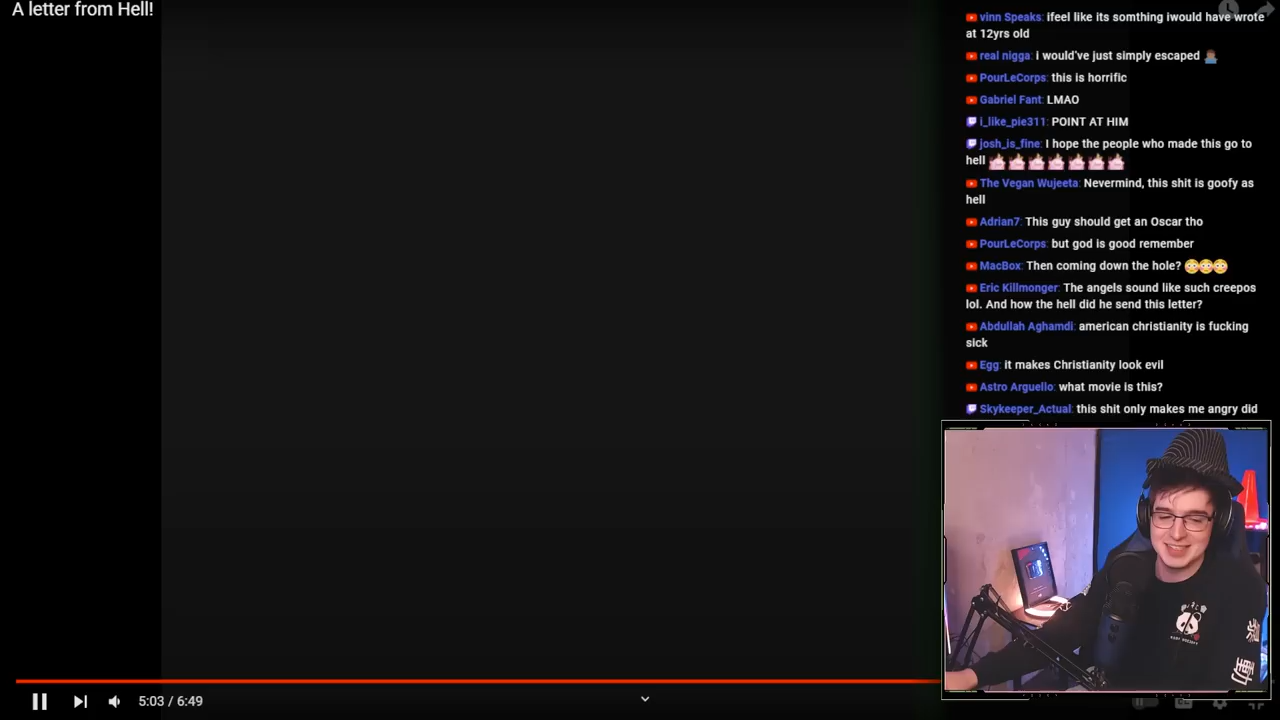 A letter from Hell!
vinn Speaks: ifeel like its somthing iwould have wrote
at 12yrs old
real nigga: i would've just simply escaped
PourLeCorps: this is horrific
Gabriel Fant: LMAO
i_like_pie311: POINT AT HIM
josh_is_fine: I hope the people who made this go to
hell
The Vegan Wujeeta: Nevermind, this shit is goofy as
hell
Adrian7: This guy should get an Oscar tho
PourLeCorps: but god is good remember
MacBox: Then coming down the hole? 😳😳😳
Eric Killmonger: The angels sound like such creepos
lol. And how the hell did he send this letter?
Abdullah Aghamdi: american christianity is fucking
sick
Egg: it makes Christianity look evil
Astro Arguello: what movie is this?
Skykeeper_Actual: this shit only makes me angry did
5:03 / 6:49